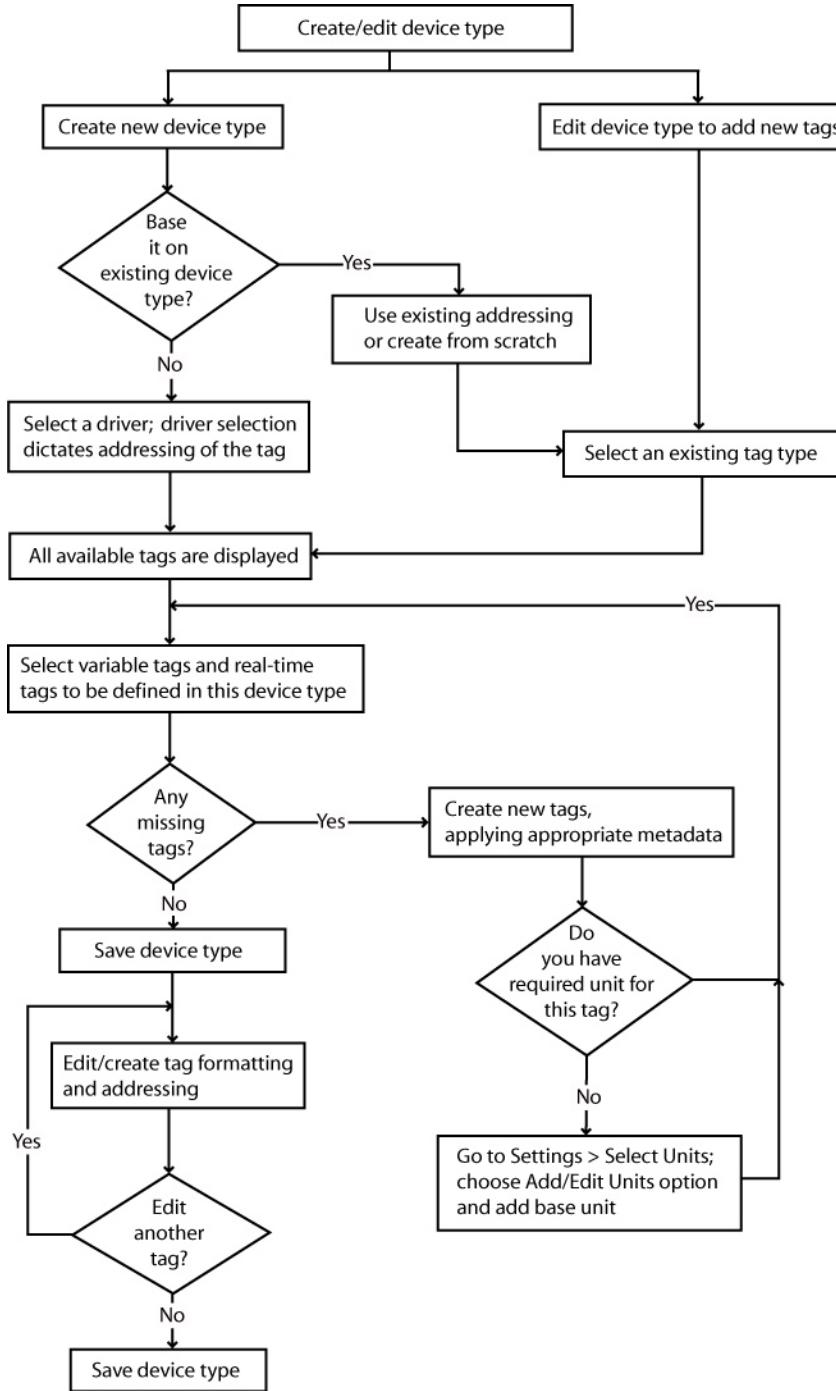 Create/edit device type
Create new device type
Edit device type to add new tags
Base
it on
existing device
type?
Yes
Use existing addressing
or create from scratch
No
Select a driver; driver selection
dictates addressing of the tag
Select an existing tag type
All available tags are displayed
Yes
Select variable tags and real-time
tags to be defined in this device type
Any
missing
tags?
Yes
Create new tags,
applying appropriate metadata
No
Save device type
Do
you have
required unit for
this tag?
Edit/create tag formatting
and addressing
No
Yes
Go to Settings > Select Units;
choose Add/Edit Units option
and add base unit
Edit
another
tag?
No
Save device type